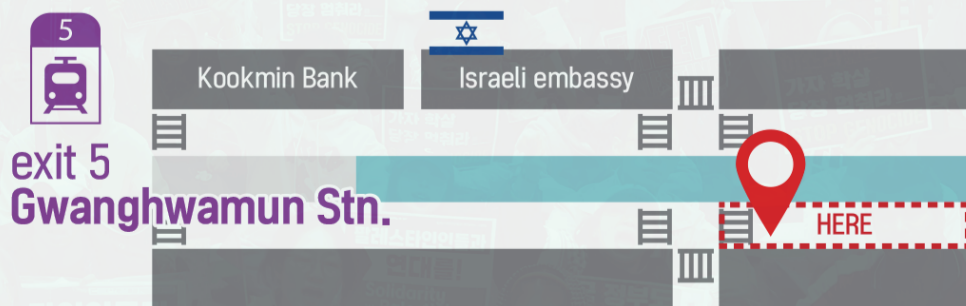 5
Kookmin Bank
Israeli embassy
exit 5
Gwanghwamun Stn.
HERE